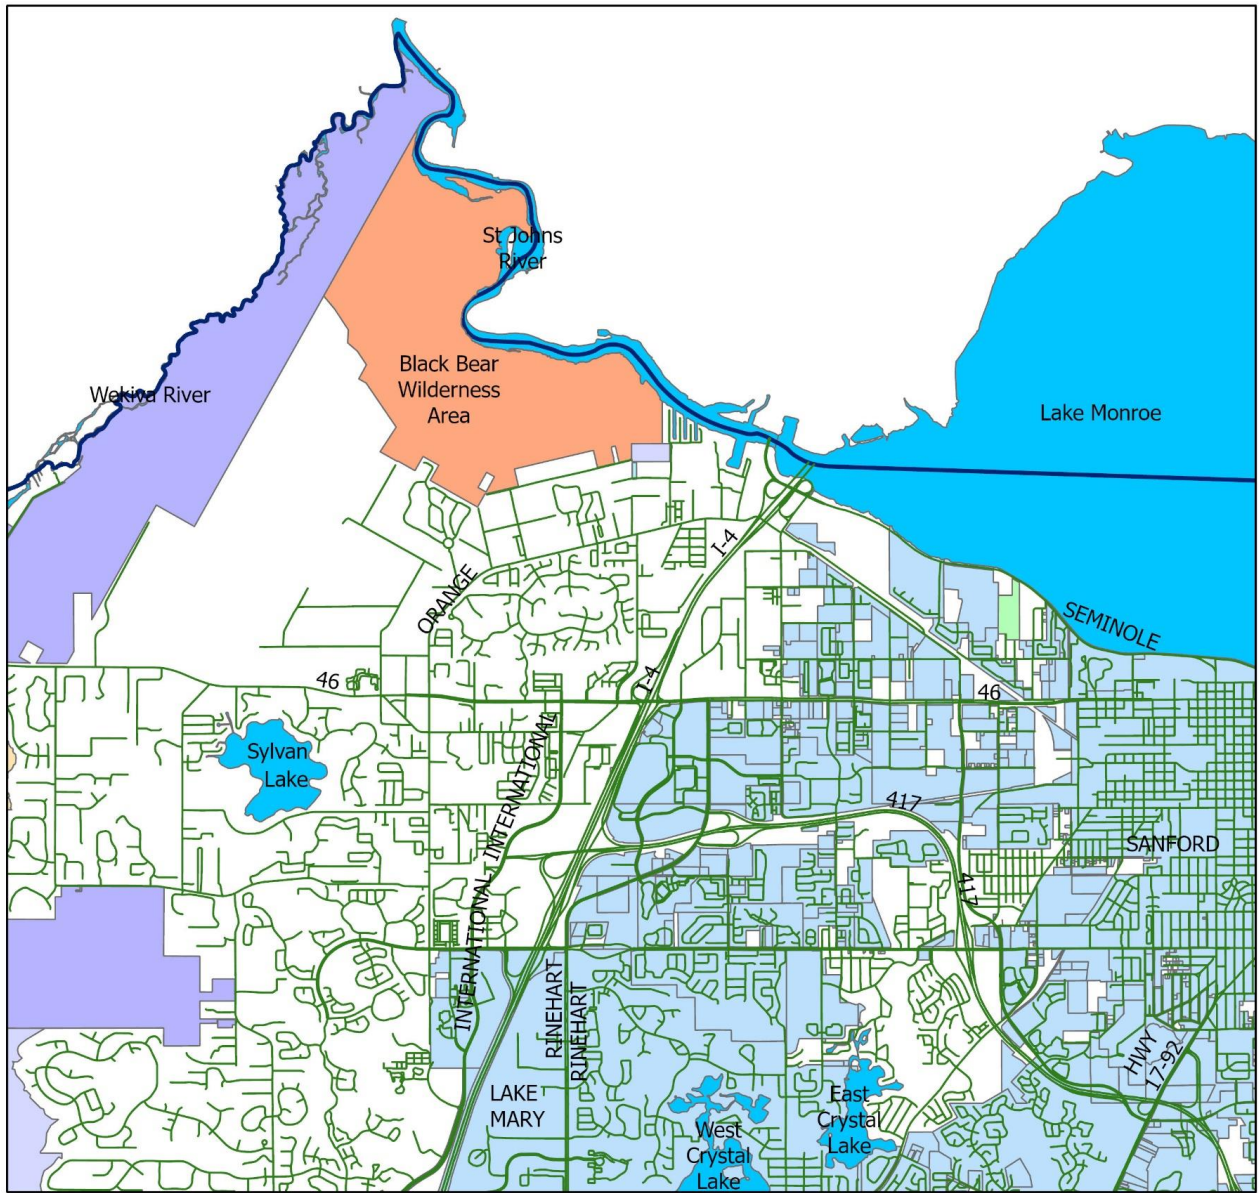 St Johns
River
Black Bear
Wilderness
Area
Wekiva River
Lake Monroe
I-4
ORANGE
SEMINOLE
46
I-4
46
Sylvan
Lake
INTERNATIONAL
417
SANFORD
417
INTERNATIONAL
RINEHART
RINEHART
HWY
17-92
LAKE
MARY
East
Crystal
Lake
West
Crystal
Lake